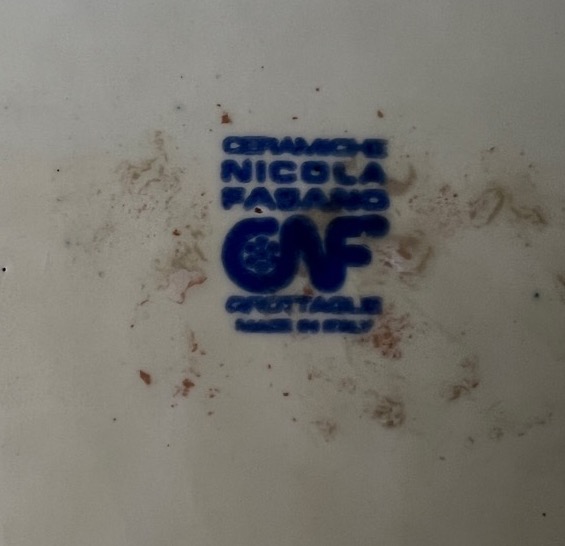 CERAMICHE
NICOLA
FASANO
CNF
GROTTAGLIE
MADE IN ITALY